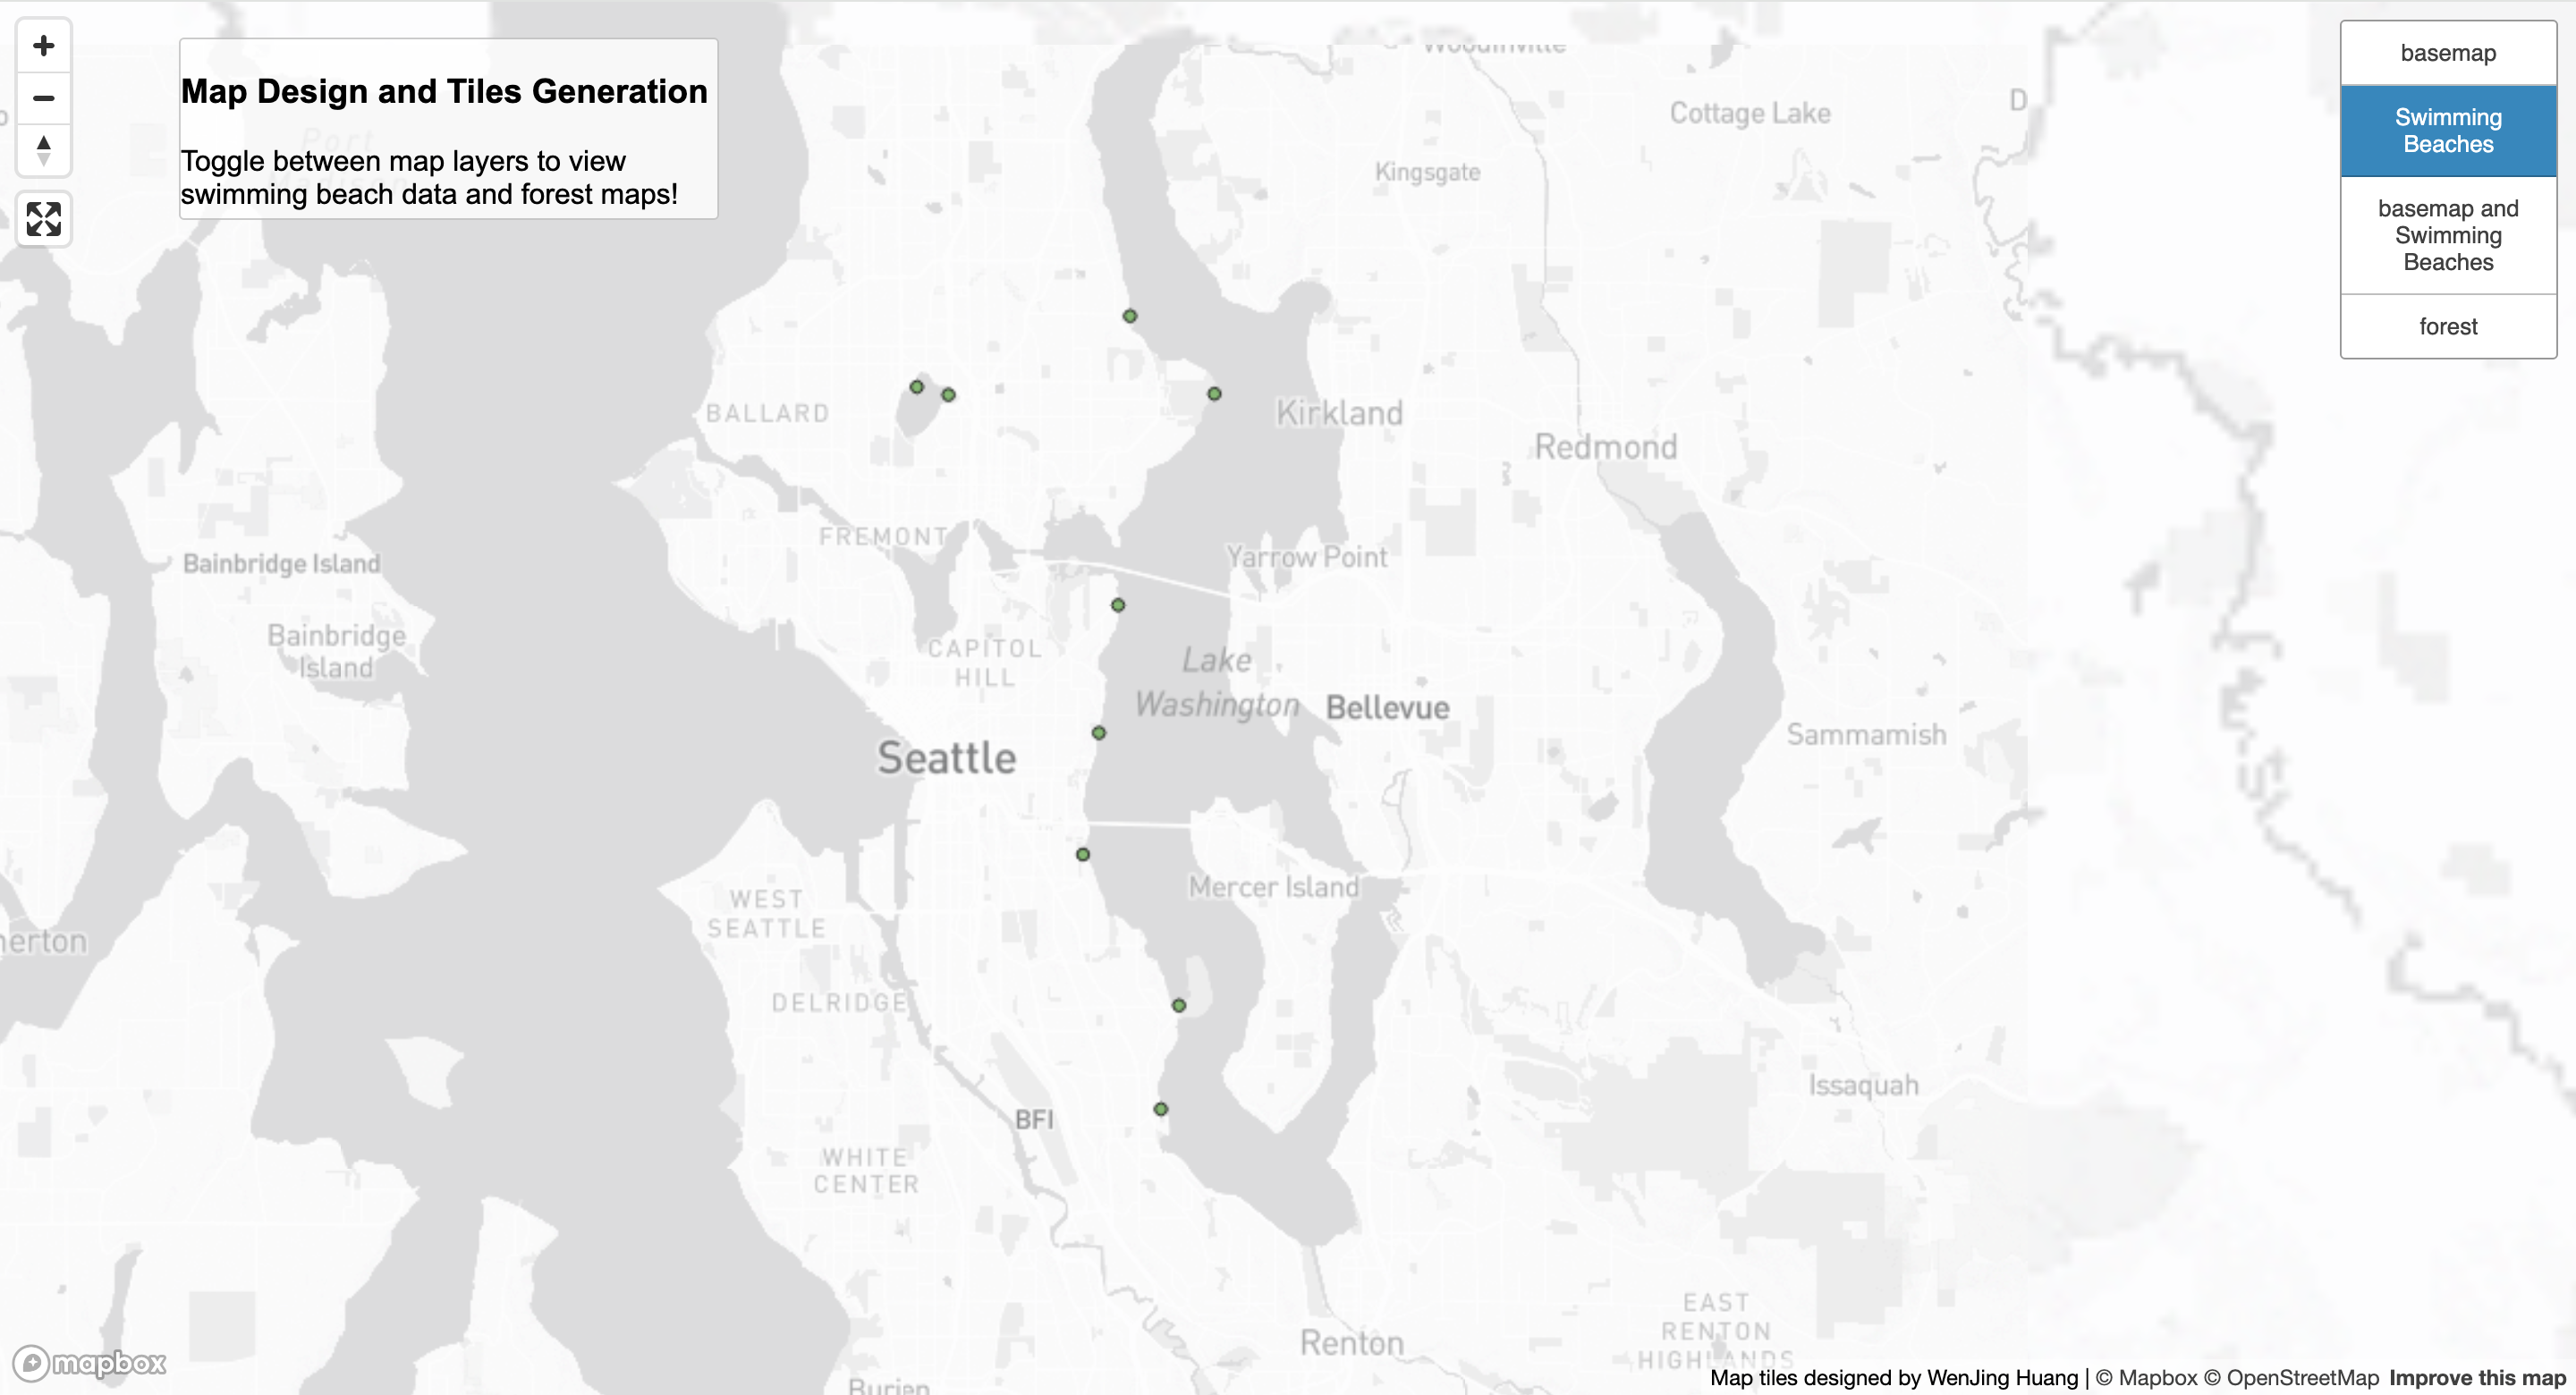 Map Design and Tiles Generation
Toggle between map layers to view
swimming beach data and forest maps!
basemap
Swimming
Beaches
basemap and
Swimming
Beaches
forest
Woodinville
Cottage Lake
D
Kingsgate
Port
BALLARD
Kirkland
Redmond
FREMONT
Yarrow Point
Bainbridge Island
Bainbridge
Island
CAPITOL
HILL
Lake
Washington
Bellevue
Sammamish
Seattle
Mercer Island
WEST
SEATTLE
erton
DELRIDGE
Issaquah
BFI
WHITE
CENTER
EAST
RENTON
HIGHLANDS
Renton
Burien
mapbox
Map tiles designed by WenJing Huang | © Mapbox © OpenStreetMap Improve this map